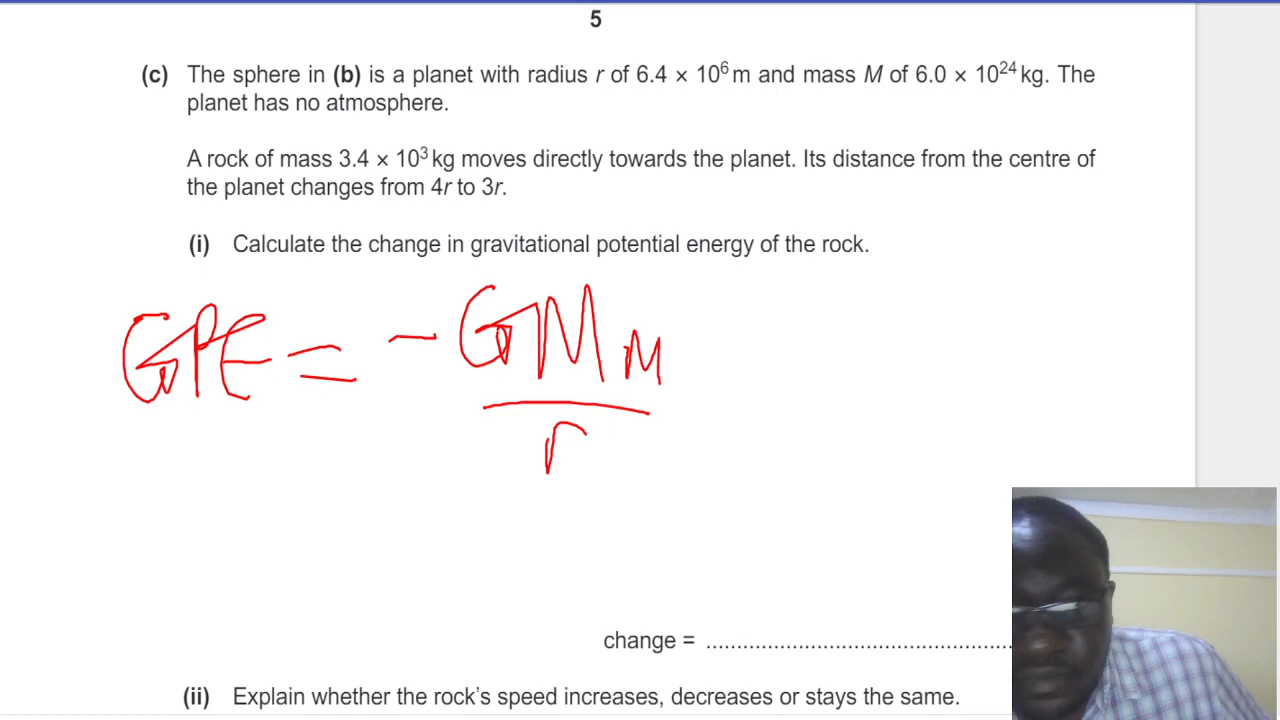 5
(c) The sphere in (b) is a planet with radius r of 6.4 × 10⁶ m and mass M of 6.0 × 10²⁴ kg. The
planet has no atmosphere.
A rock of mass 3.4 × 10³ kg moves directly towards the planet. Its distance from the centre of
the planet changes from 4r to 3r.
(i) Calculate the change in gravitational potential energy of the rock.
GPE = - GMM
r
change = ..................................................
(ii) Explain whether the rock's speed increases, decreases or stays the same.